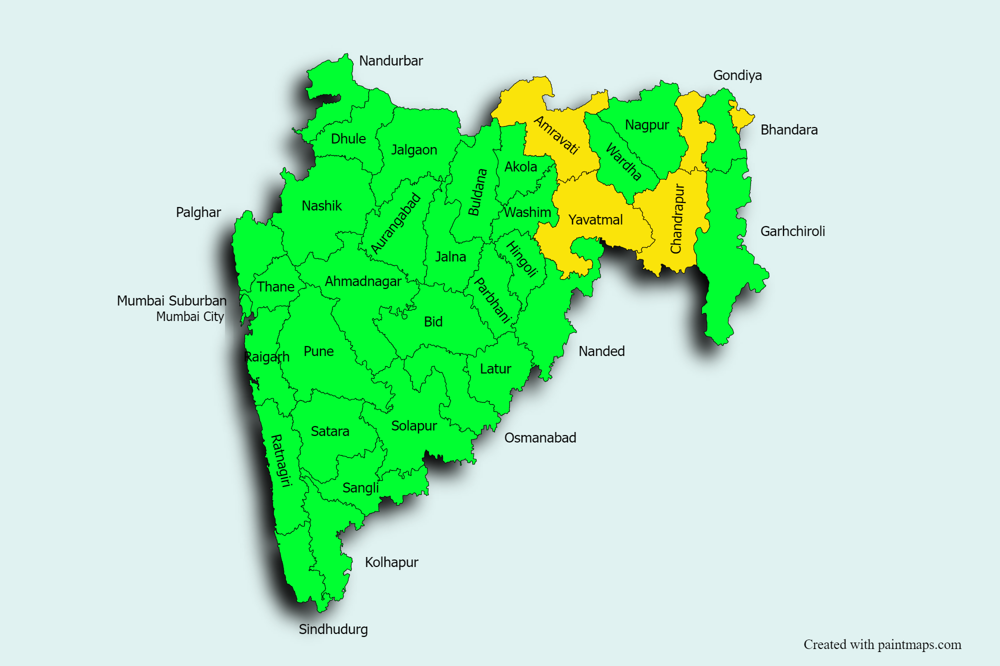 Nandurbar
Gondiya
Amravati
Nagpur
Bhandara
Dhule
Jalgaon
Akola
Wardha
Buldana
Nashik
Aurangabad
Palghar
Washim
Yavatmal
Chandrapur
Garhchiroli
Jalna
Hingoli
Thane
Ahmadnagar
Parbhani
Mumbai Suburban
Mumbai City
Bid
Raigarh
Pune
Nanded
Latur
Satara
Solapur
Osmanabad
Ratnagiri
Sangli
Kolhapur
Sindhudurg
Created with paintmaps.com